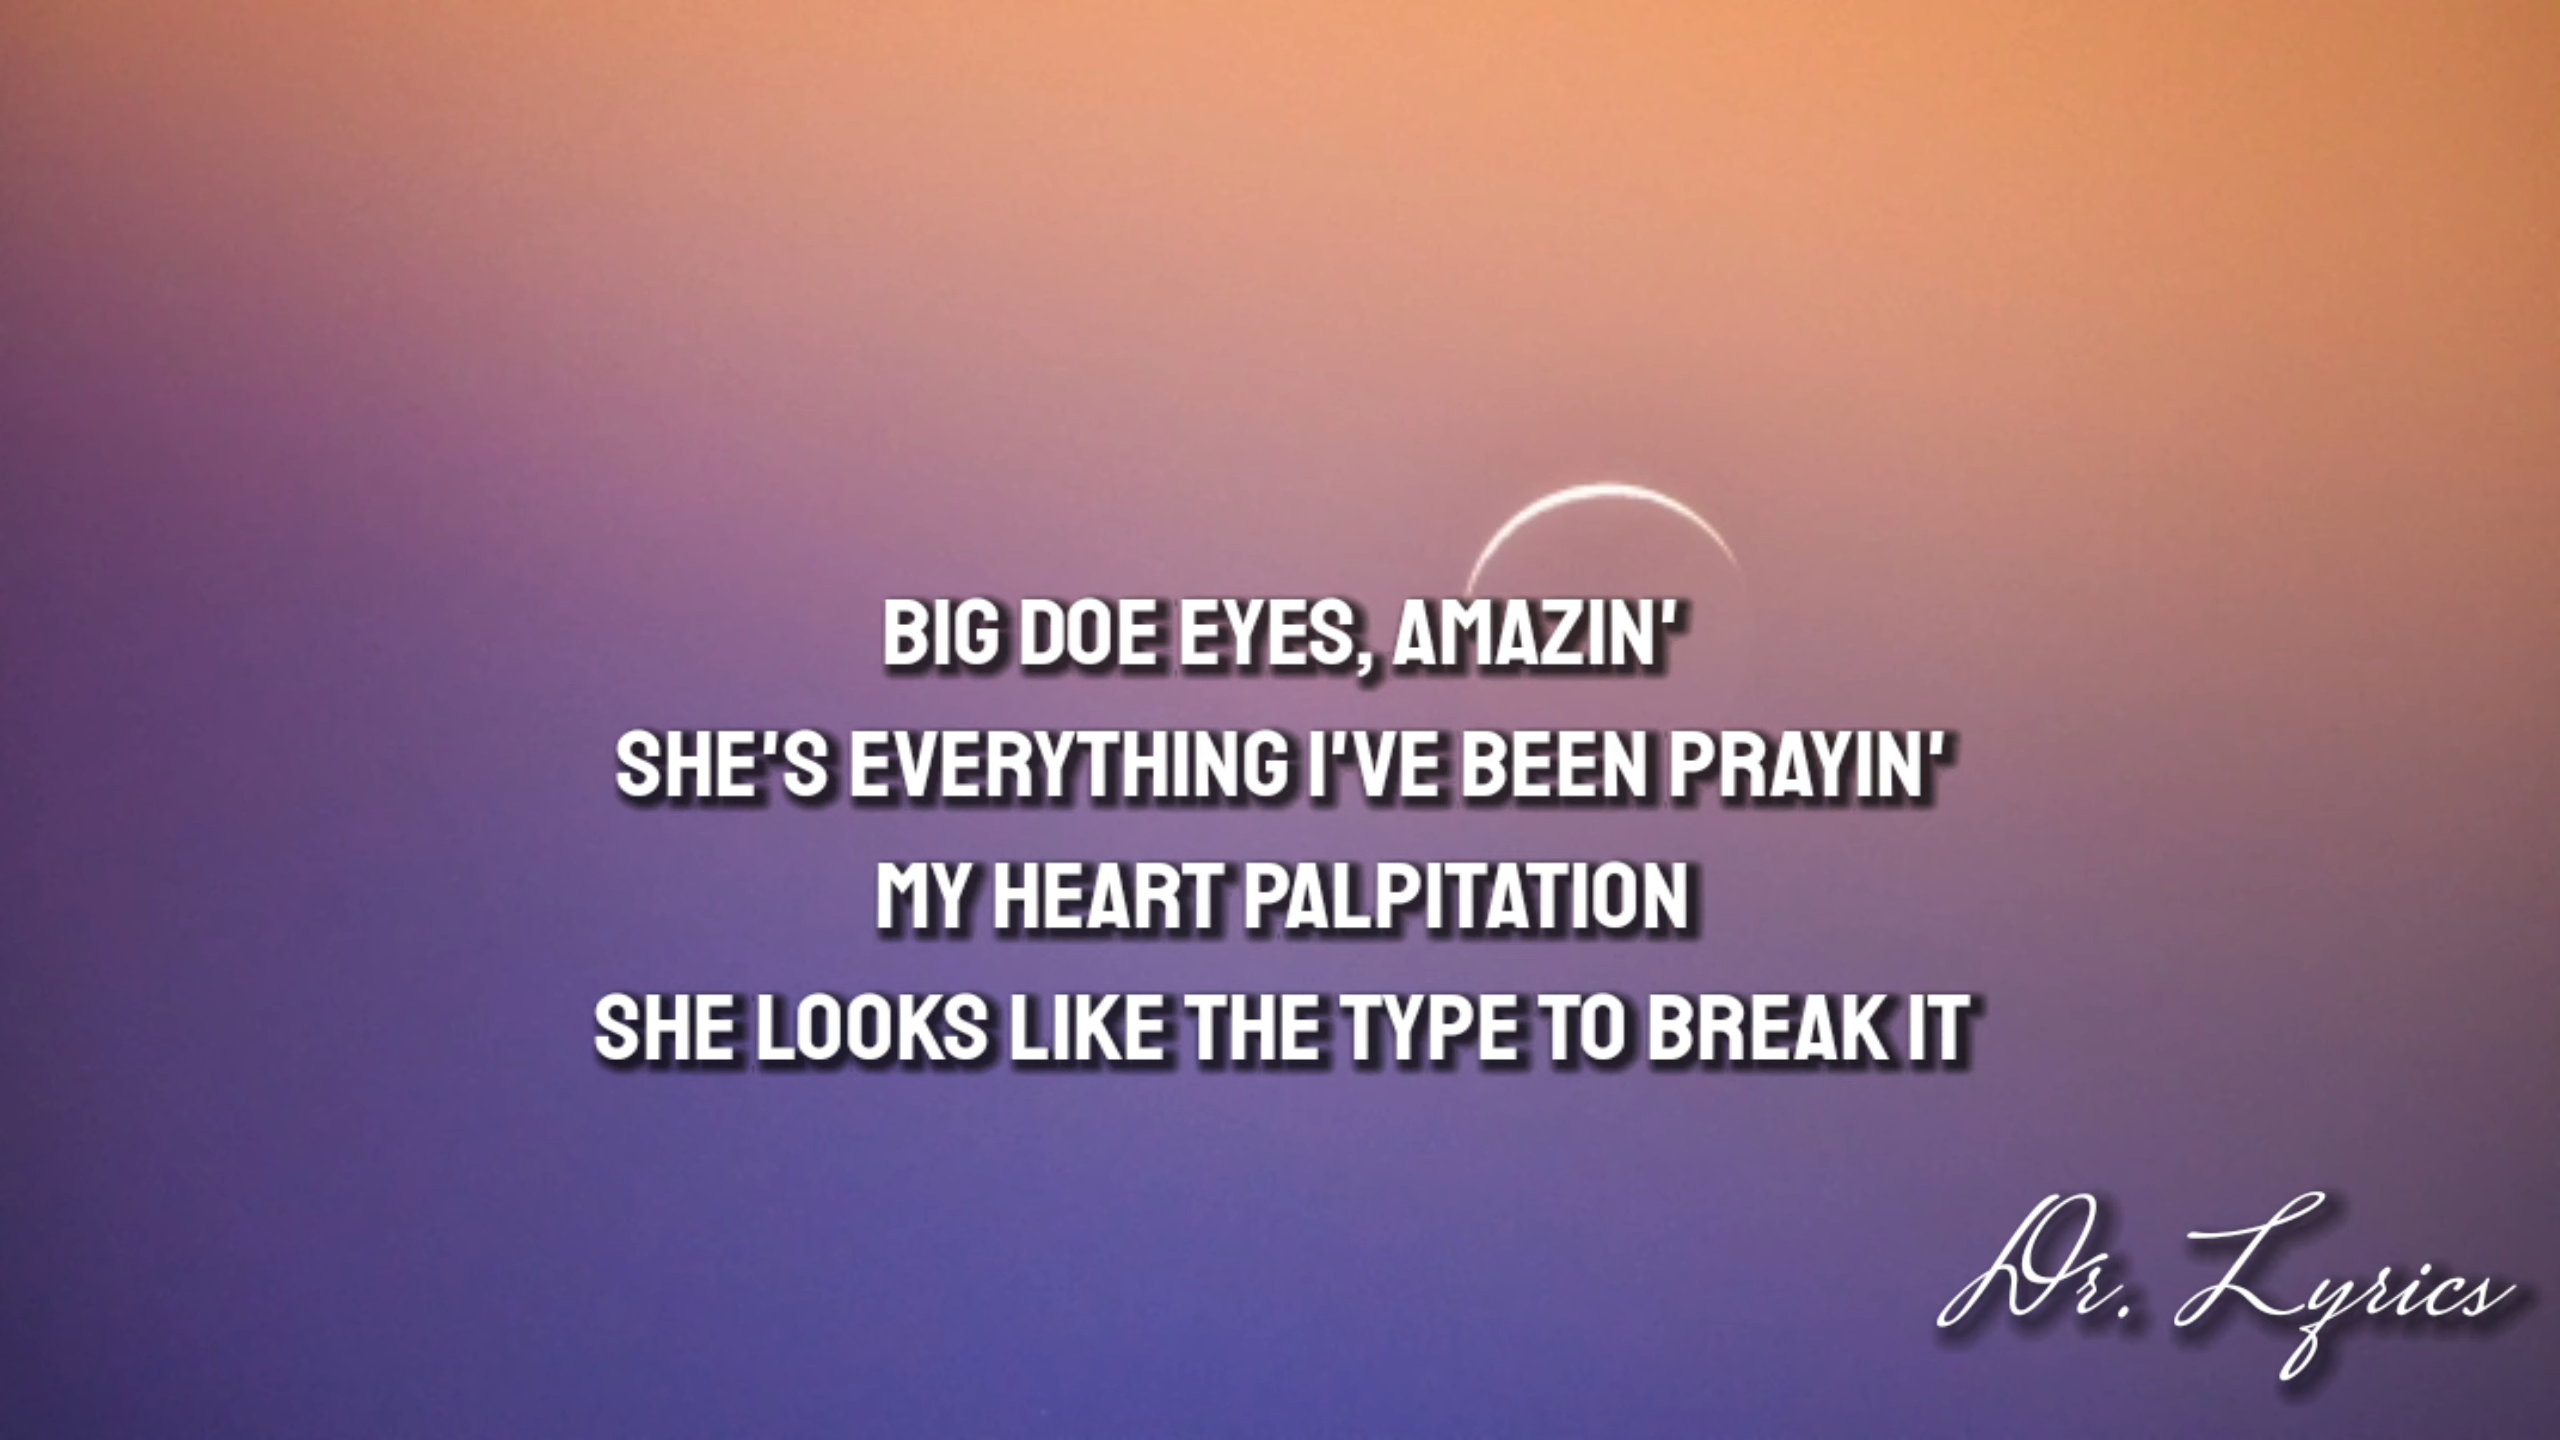 BIG DOE EYES, AMAZIN'
SHE'S EVERYTHING I'VE BEEN PRAYIN'
MY HEART PALPITATION
SHE LOOKS LIKE THE TYPE TO BREAK IT
Dr. Lyrics